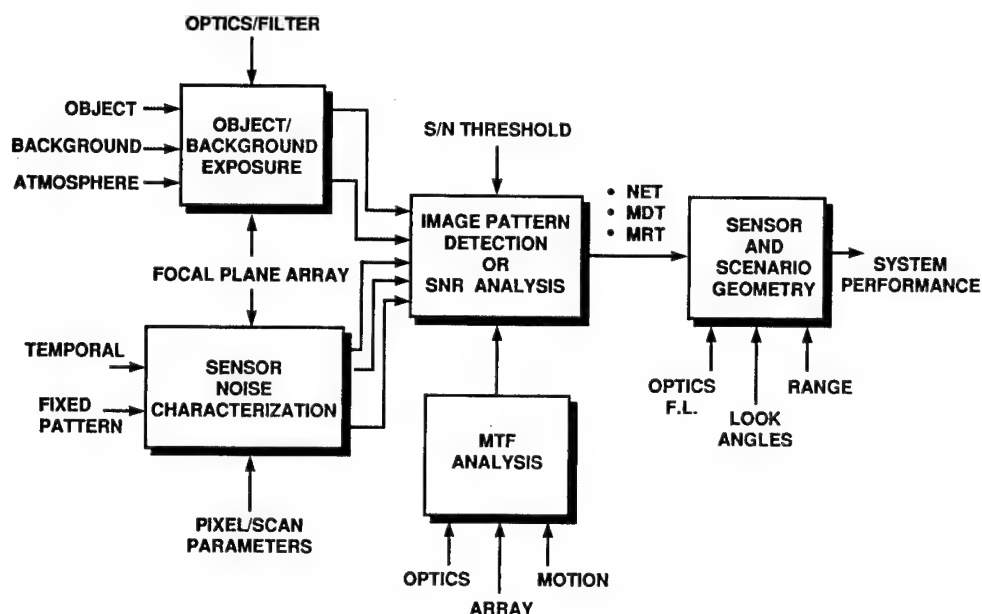 OPTICS/FILTER
OBJECT
BACKGROUND
ATMOSPHERE
OBJECT/
BACKGROUND
EXPOSURE
S/N THRESHOLD
IMAGE PATTERN
DETECTION
OR
SNR ANALYSIS
• NET
• MDT
• MRT
SENSOR
AND
SCENARIO
GEOMETRY
SYSTEM
PERFORMANCE
FOCAL PLANE ARRAY
TEMPORAL
FIXED
PATTERN
SENSOR
NOISE
CHARACTERIZATION
OPTICS
F.L.
LOOK
ANGLES
RANGE
MTF
ANALYSIS
PIXEL/SCAN
PARAMETERS
OPTICS
ARRAY
MOTION